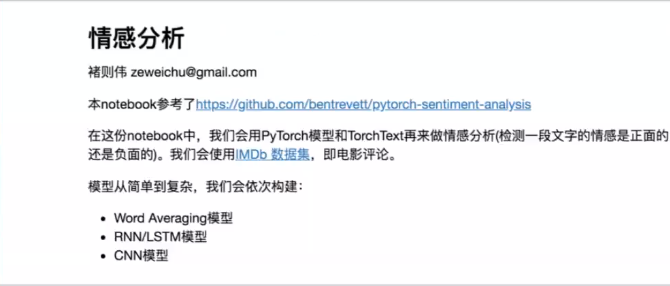 情感分析
褚则伟 zeweichu@gmail.com
本notebook参考了https://github.com/bentrevett/pytorch-sentiment-analysis
在这份notebook中，我们会用PyTorch模型和TorchText再来做情感分析(检测一段文字的情感是正面的
还是负面的)。我们会使用IMDb 数据集，即电影评论。
模型从简单到复杂，我们会依次构建：
• Word Averaging模型
• RNN/LSTM模型
• CNN模型